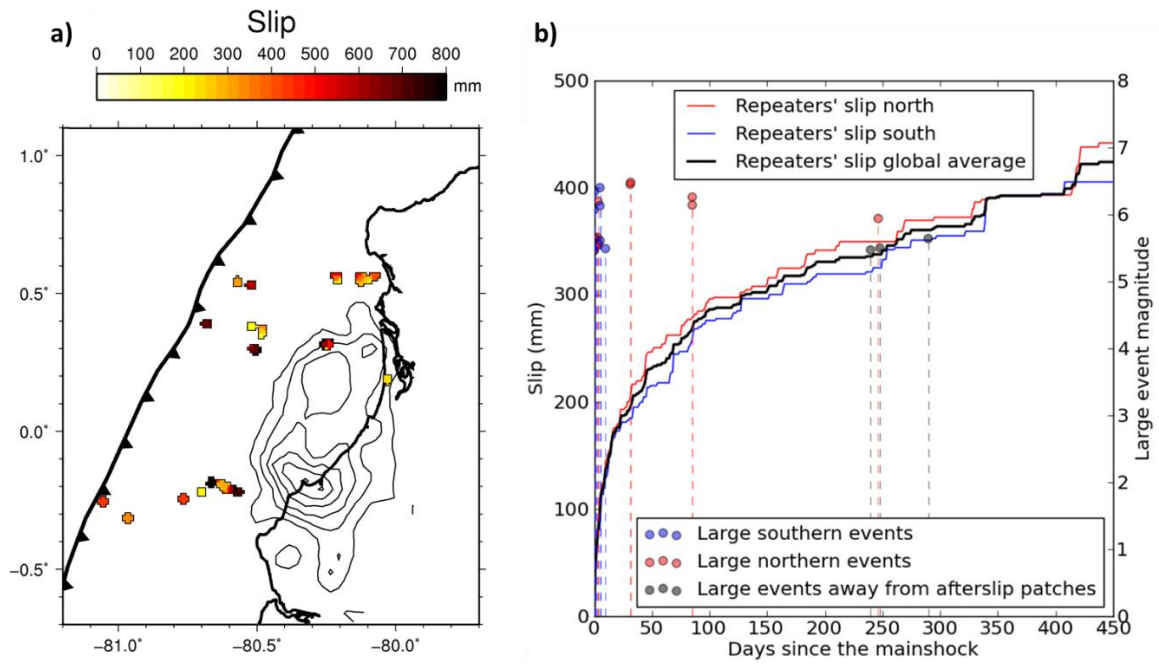 a)
Slip
0 100 200 300 400 500 600 700 800
mm
1.0°
0.5°
0.0°
−0.5°
−81.0° −80.5° −80.0°
b)
500
400
300
200
100
0
Slip (mm)
Repeaters' slip north
Repeaters' slip south
Repeaters' slip global average
Large southern events
Large northern events
Large events away from afterslip patches
8
7
6
5
4
3
2
1
0
Large event magnitude
0 50 100 150 200 250 300 350 400 450
Days since the mainshock